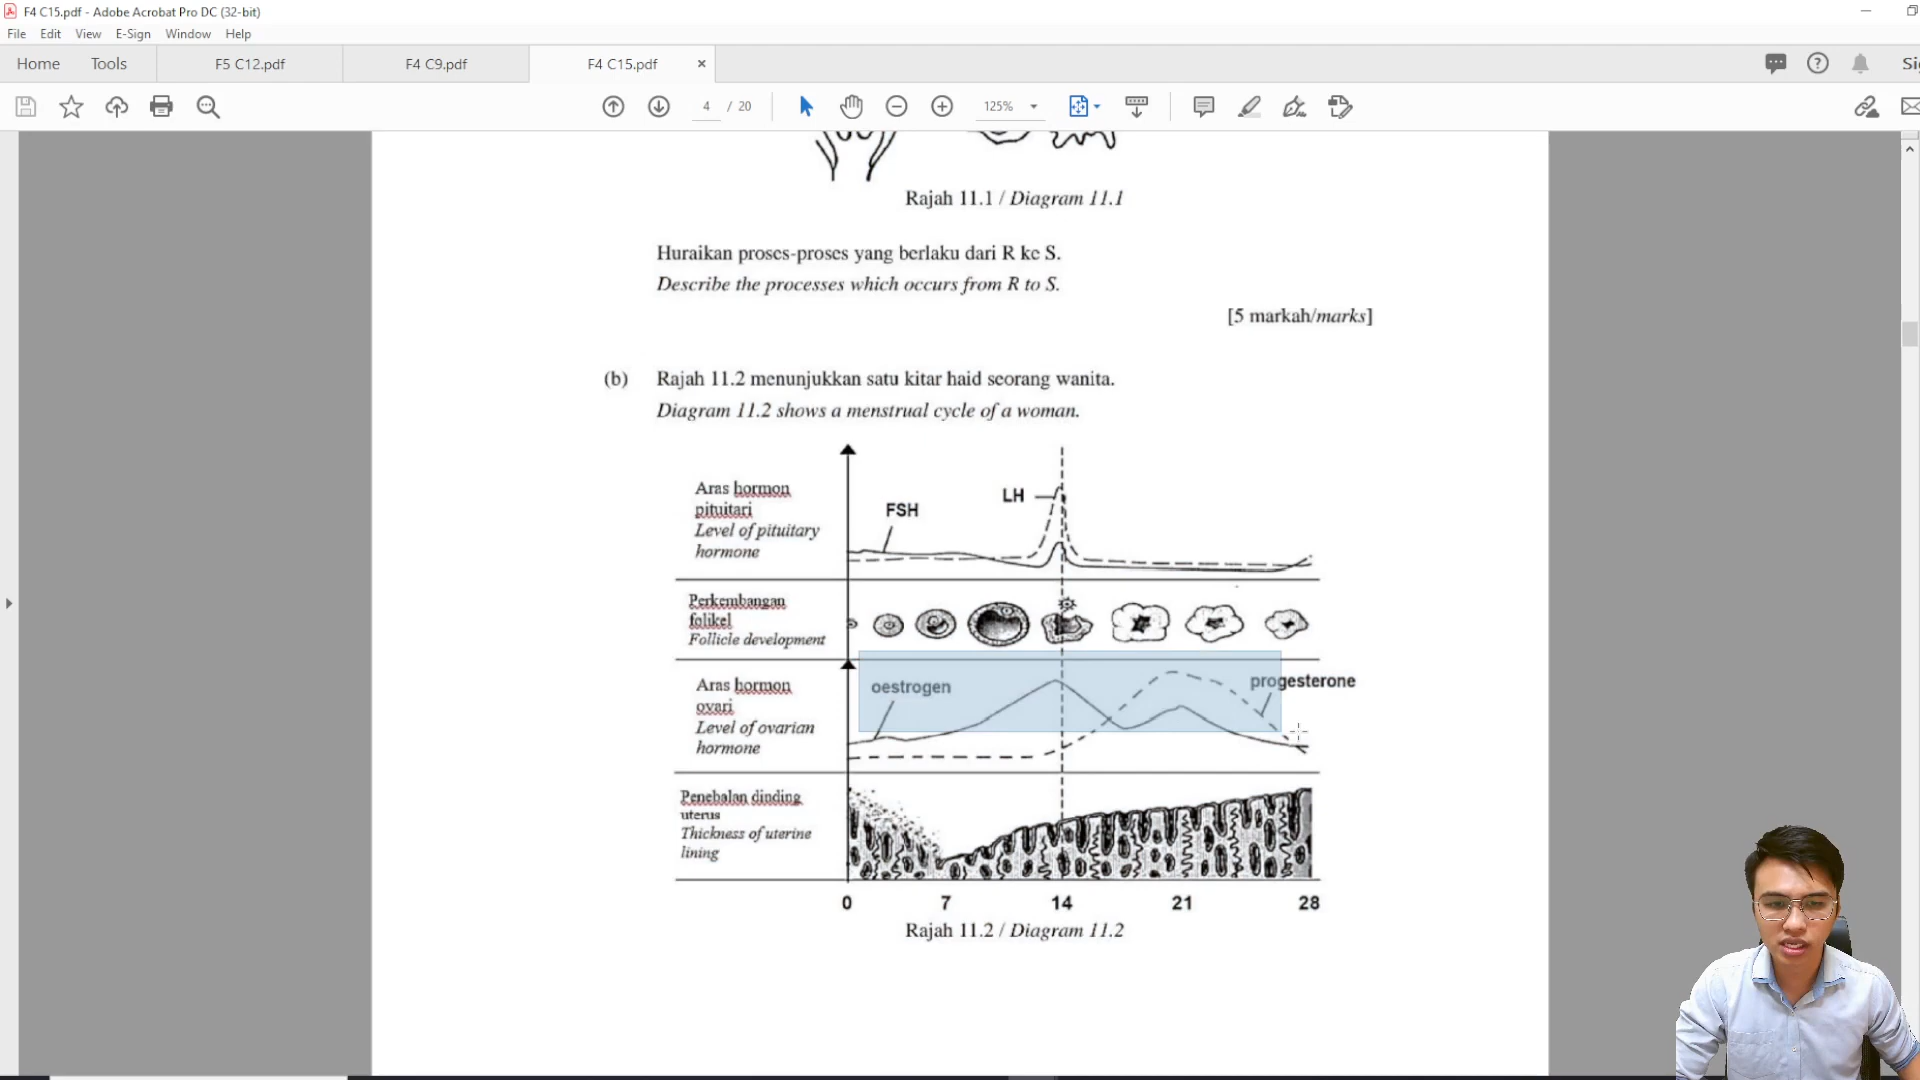 F4 C15.pdf - Adobe Acrobat Pro DC (32-bit)
File Edit View E-Sign Window Help
Home Tools F5 C12.pdf F4 C9.pdf F4 C15.pdf ×
4 / 20 125%
Rajah 11.1 / Diagram 11.1
Huraikan proses-proses yang berlaku dari R ke S.
Describe the processes which occurs from R to S.
[5 markah/marks]
(b) Rajah 11.2 menunjukkan satu kitar haid seorang wanita.
Diagram 11.2 shows a menstrual cycle of a woman.
Aras hormon
pituitari
Level of pituitary
hormone
FSH
LH
Perkembangan
folikel
Follicle development
Aras hormon
ovari
Level of ovarian
hormone
oestrogen
progesterone
Penebalan dinding
uterus
Thickness of uterine
lining
0 7 14 21 28
Rajah 11.2 / Diagram 11.2